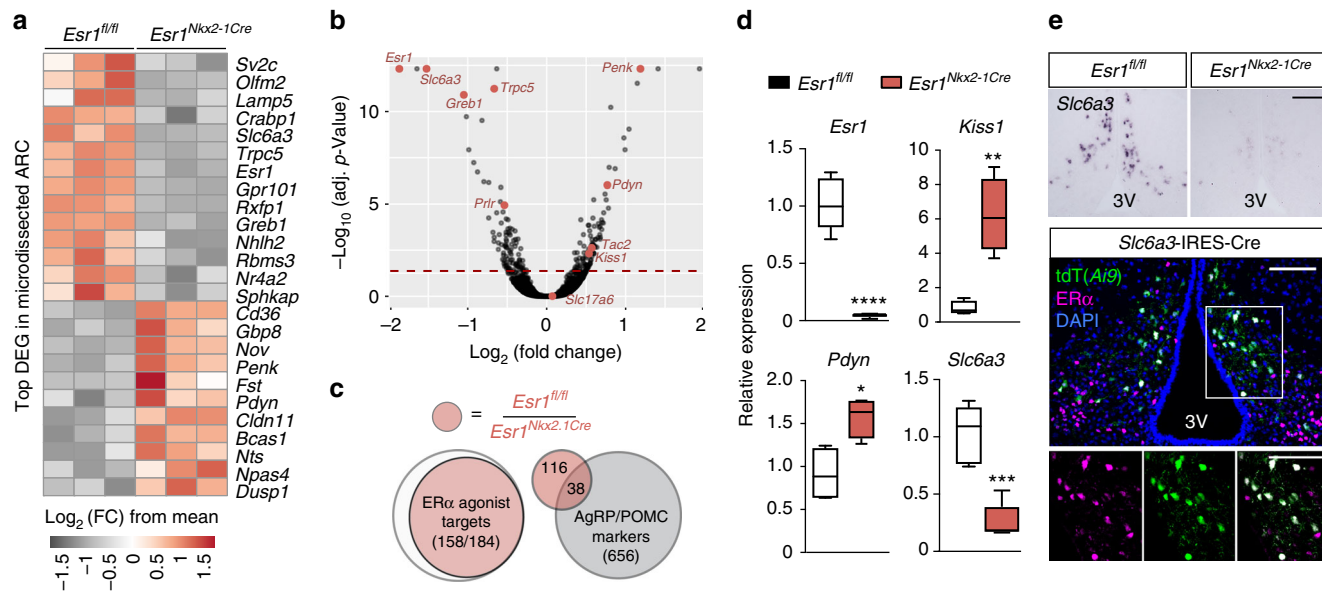 a
Esr1fl/fl Esr1Nkx2-1Cre
Top DEG in microdissected ARC
Sv2c
Olfm2
Lamp5
Crabp1
Slc6a3
Trpc5
Esr1
Gpr101
Rxfp1
Greb1
Nhlh2
Rbms3
Nr4a2
Sphkap
Cd36
Gbp8
Nov
Penk
Fst
Pdyn
Cldn11
Bcas1
Nts
Npas4
Dusp1
Log2 (FC) from mean
−1.5 −1 −0.5 0 0.5 1 1.5
b
−Log10 (adj. p-Value)
10
5
0
Esr1
Slc6a3
Greb1
Trpc5
Penk
Pdyn
Prlr
Tac2
Kiss1
Slc17a6
−2 −1 0 1 2
Log2 (fold change)
c
= Esr1fl/fl
Esr1Nkx2.1Cre
116
38
ERα agonist
targets
(158/184)
AgRP/POMC
markers
(656)
d
Esr1fl/fl Esr1Nkx2-1Cre
Relative expression
Esr1
1.5
1.0
0.5
0
****
Kiss1
10
8
6
4
2
0
**
Pdyn
2.0
1.5
1.0
0.5
0.0
*
Slc6a3
1.5
1.0
0.5
0
***
e
Esr1fl/fl Esr1Nkx2-1Cre
Slc6a3
3V 3V
Slc6a3-IRES-Cre
tdT(Ai9)
ERα
DAPI
3V